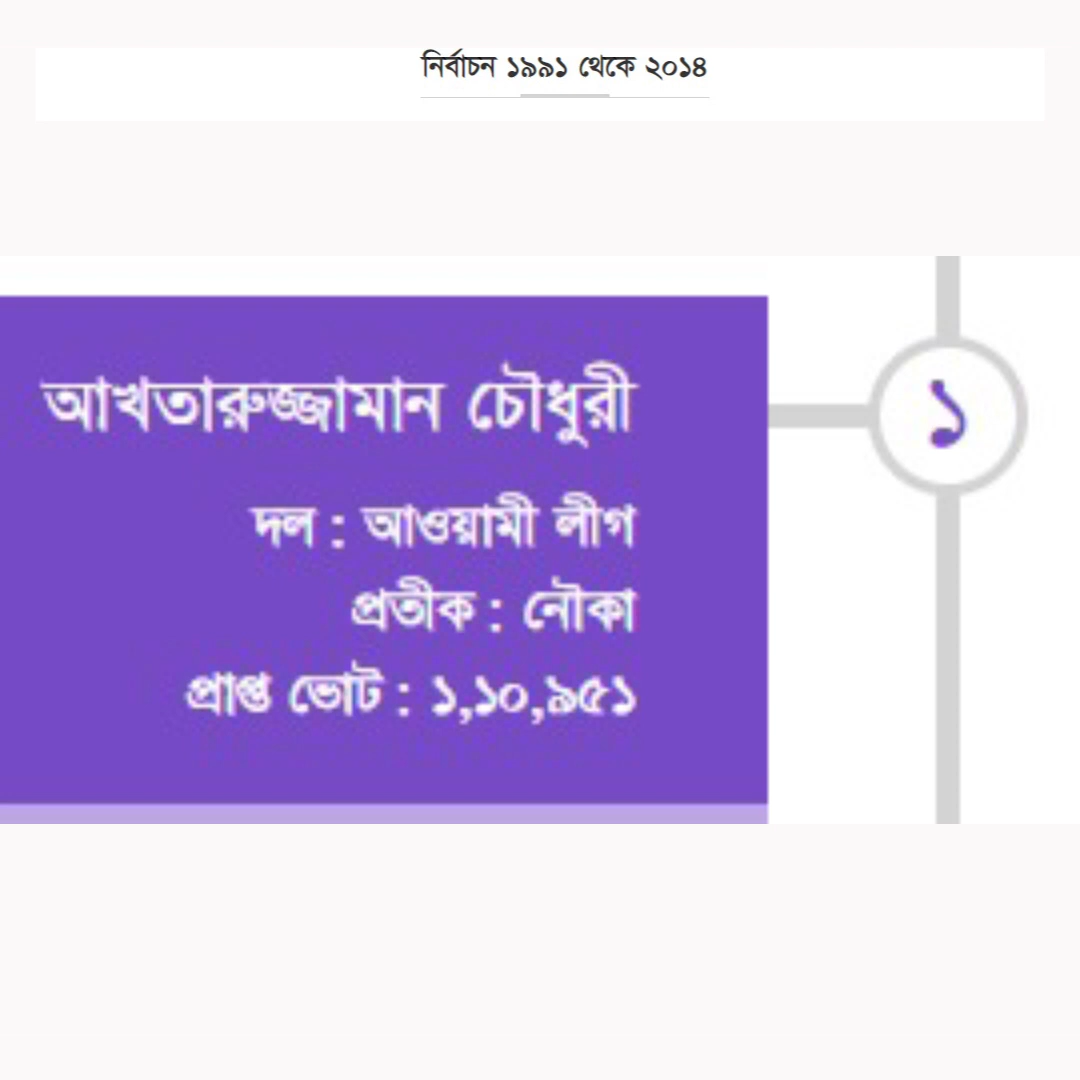 নির্বাচন ১৯৯১ থেকে ২০১৪
আখতারুজ্জামান চৌধুরী
১
দল : আওয়ামী লীগ
প্রতীক : নৌকা
প্রাপ্ত ভোট : ১,১০,৯৫১